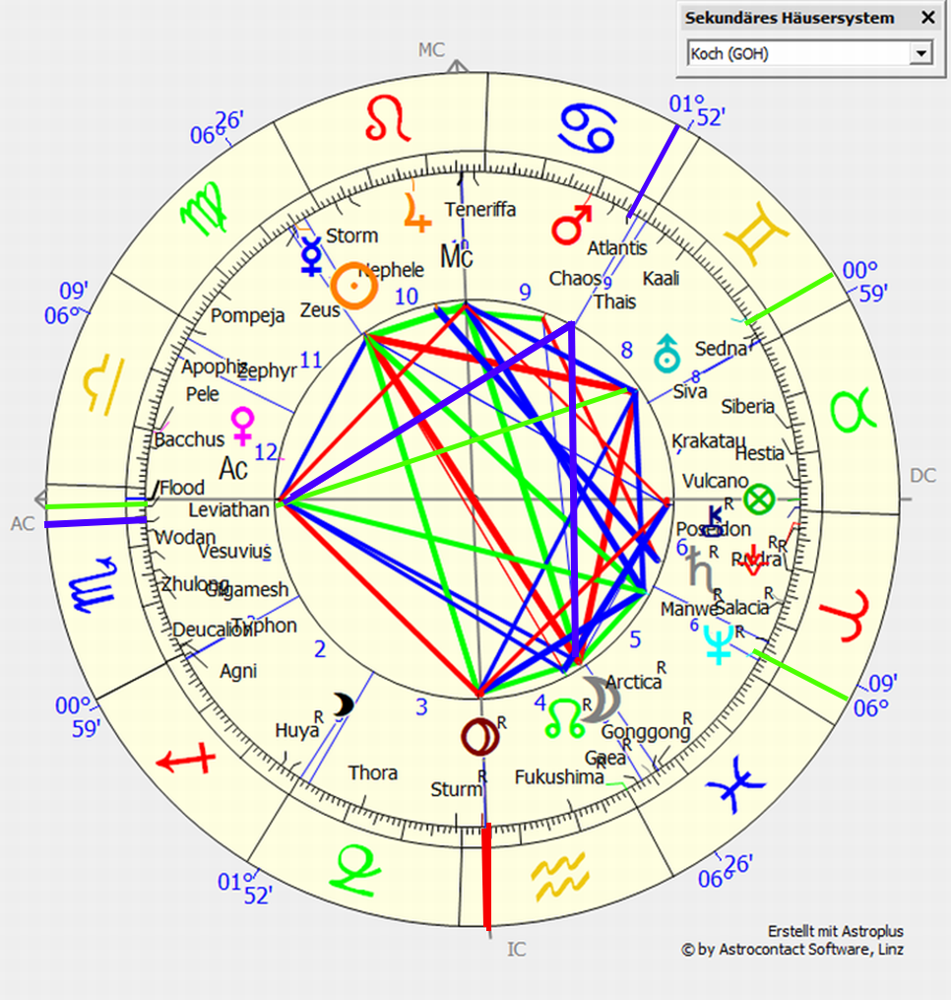 Sekundäres Häusersystem
Koch (GOH)
MC
01° 52'
06° 26'
Teneriffa
Storm
Nephele
Mc
Atlantis
Chaos
Kaali
Thais
9
10
9
00° 59'
09' 06°
Zeus
Pompeja
11
8
Sedna
8
Siva
Siberia
Apophis
Zephyr
Pele
Bacchus
12
Ac
Krakatau
Hestia
Vulcano
DC
AC
Flood
Leviathan
Wodan
Vesuvius
Poseidon
R
6
R
R
R
Rudra
Zhulong
Gilgamesh
Manwe
R
Salacia
R
6
R
Deucalion
Typhon
Agni
2
5
Arctica
R
3
4
R
Huya
R
R
Gonggong
R
Gaea
R
R
Thora
Sturm
R
Fukushima
00° 59'
09' 06°
01° 52'
06° 26'
IC
Erstellt mit Astroplus
© by Astrocontact Software, Linz